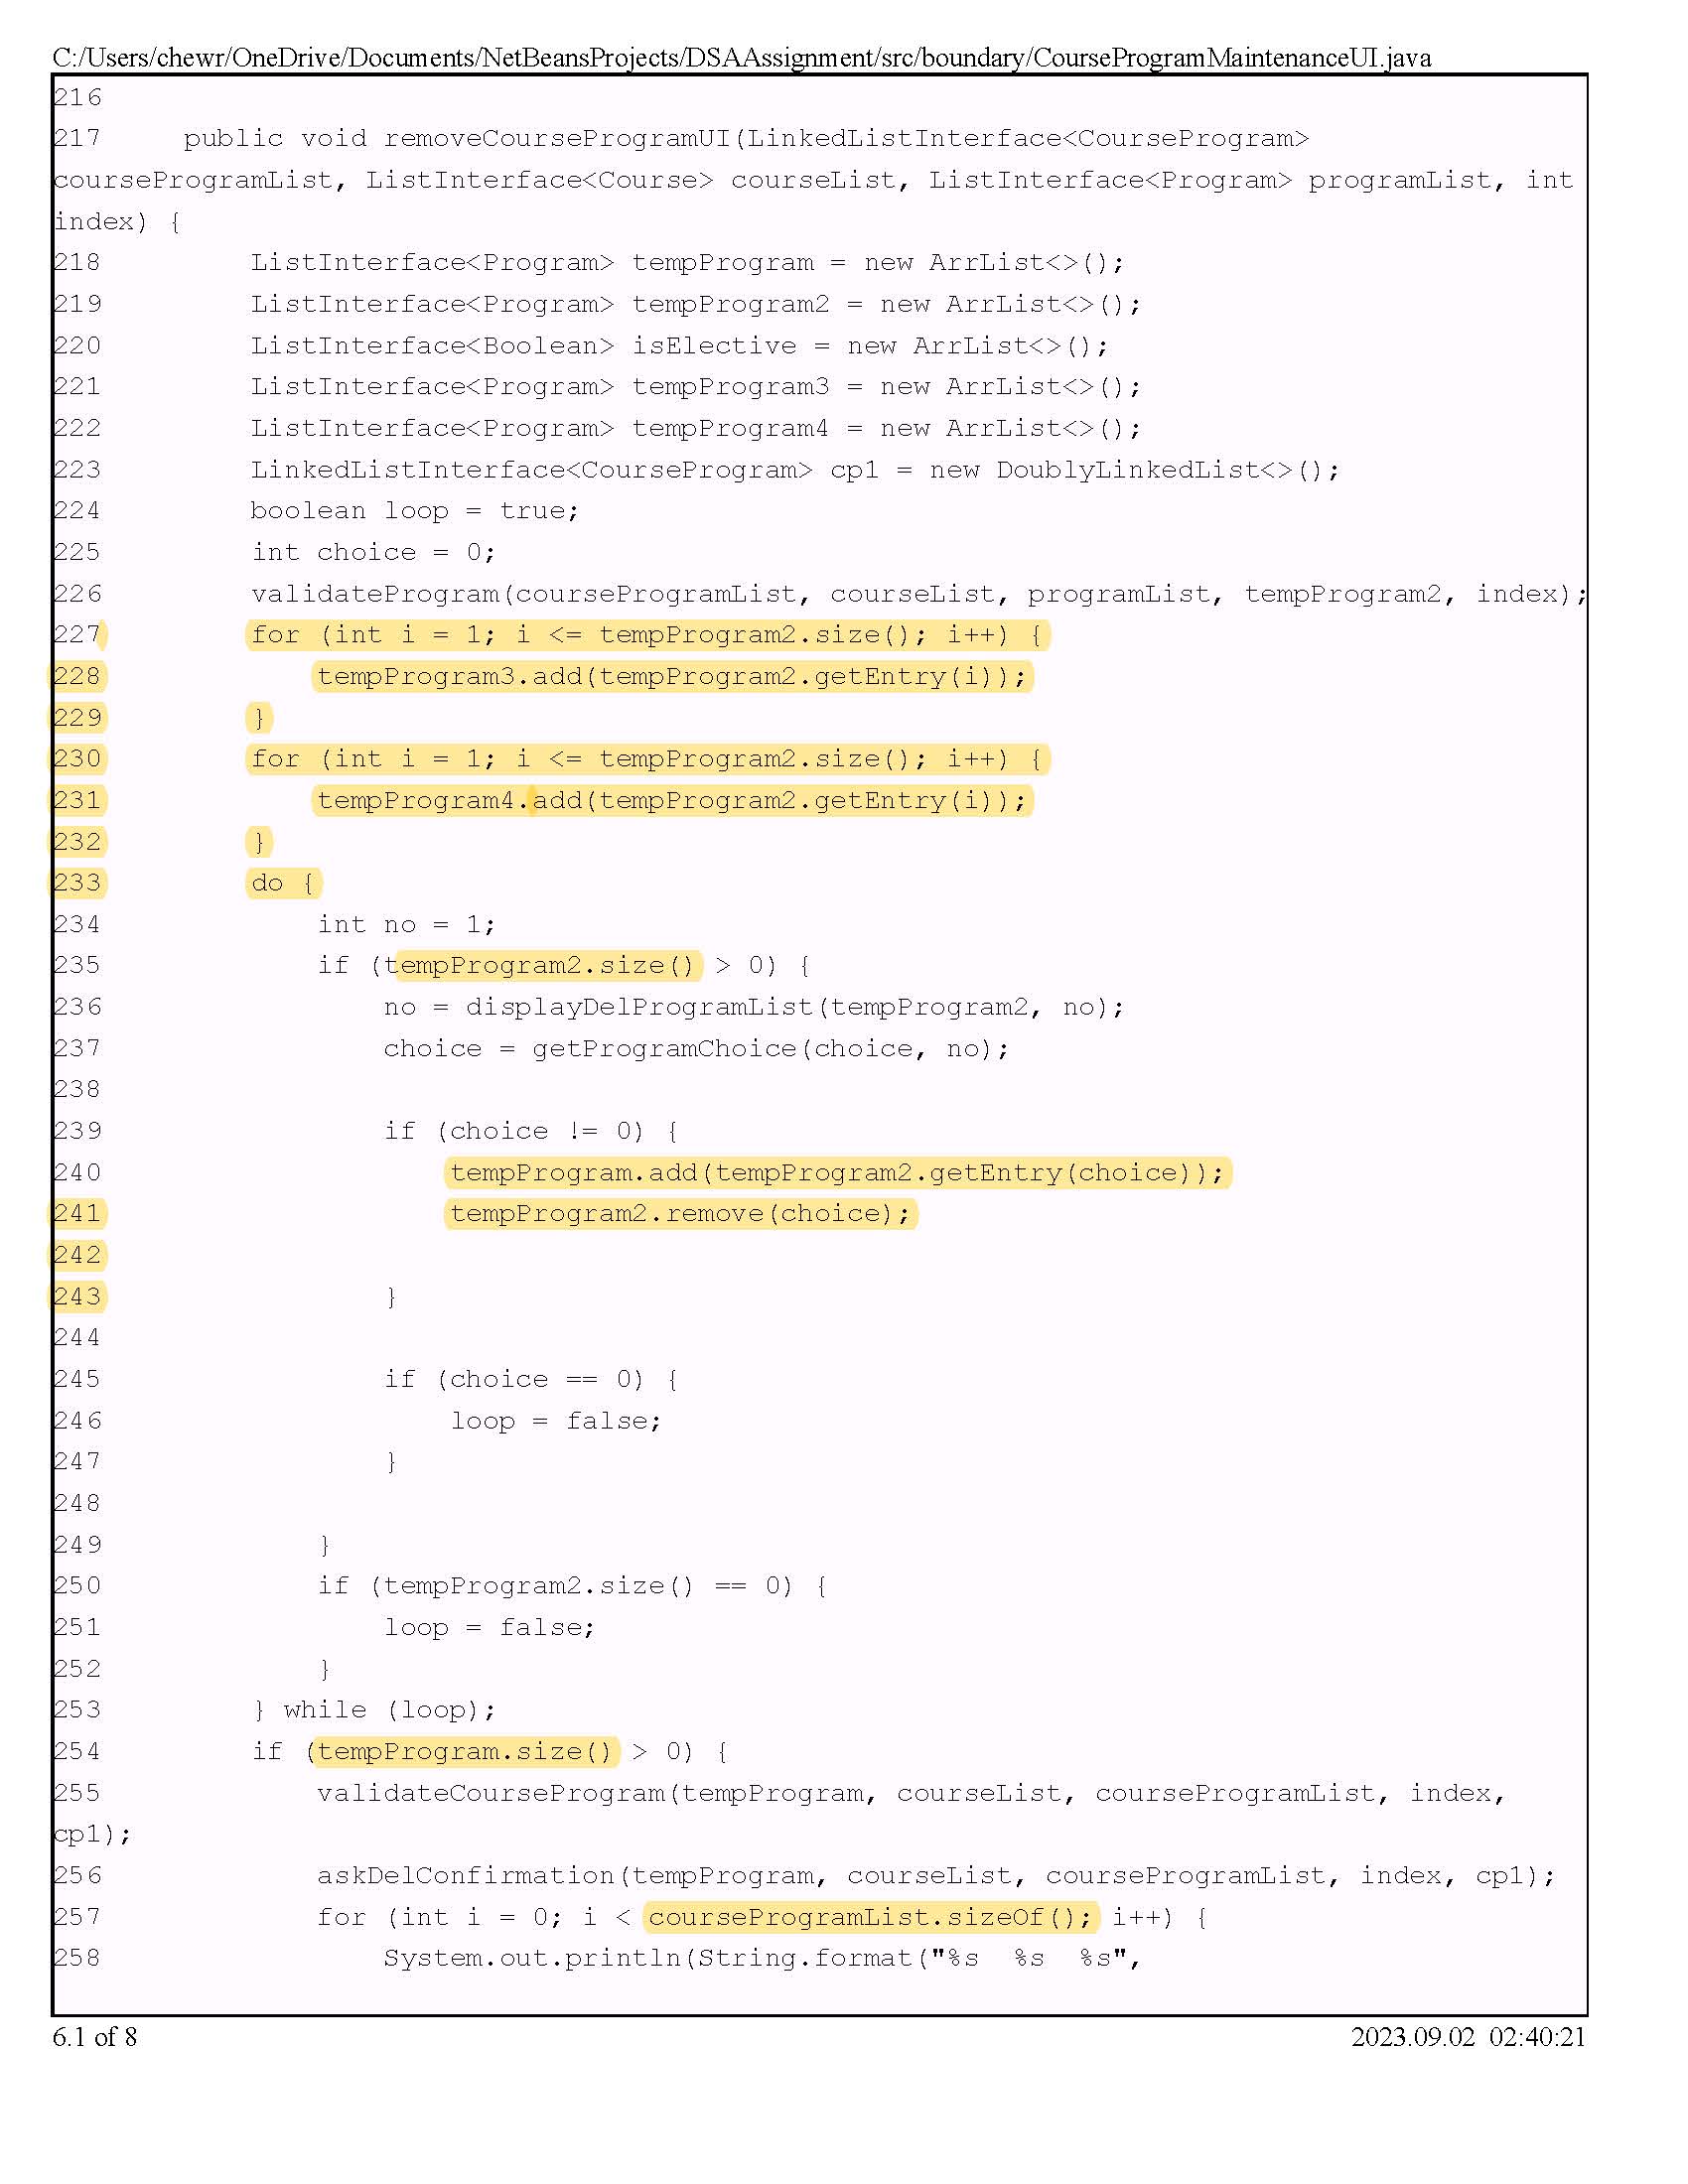 C:/Users/chewr/OneDrive/Documents/NetBeansProjects/DSAAssignment/src/boundary/CourseProgramMaintenanceUI.java
216
217     public void removeCourseProgramUI(LinkedListInterface<CourseProgram>
courseProgramList, ListInterface<Course> courseList, ListInterface<Program> programList, int
index) {
218         ListInterface<Program> tempProgram = new ArrList<>();
219         ListInterface<Program> tempProgram2 = new ArrList<>();
220         ListInterface<Boolean> isElective = new ArrList<>();
221         ListInterface<Program> tempProgram3 = new ArrList<>();
222         ListInterface<Program> tempProgram4 = new ArrList<>();
223         LinkedListInterface<CourseProgram> cp1 = new DoublyLinkedList<>();
224         boolean loop = true;
225         int choice = 0;
226         validateProgram(courseProgramList, courseList, programList, tempProgram2, index);
227         for (int i = 1; i <= tempProgram2.size(); i++) {
228             tempProgram3.add(tempProgram2.getEntry(i));
229         }
230         for (int i = 1; i <= tempProgram2.size(); i++) {
231             tempProgram4.add(tempProgram2.getEntry(i));
232         }
233         do {
234             int no = 1;
235             if (tempProgram2.size() > 0) {
236                 no = displayDelProgramList(tempProgram2, no);
237                 choice = getProgramChoice(choice, no);
238
239                 if (choice != 0) {
240                     tempProgram.add(tempProgram2.getEntry(choice));
241                     tempProgram2.remove(choice);
242
243                 }
244
245                 if (choice == 0) {
246                     loop = false;
247                 }
248
249             }
250             if (tempProgram2.size() == 0) {
251                 loop = false;
252             }
253         } while (loop);
254         if (tempProgram.size() > 0) {
255             validateCourseProgram(tempProgram, courseList, courseProgramList, index,
cp1);
256             askDelConfirmation(tempProgram, courseList, courseProgramList, index, cp1);
257             for (int i = 0; i < courseProgramList.sizeOf(); i++) {
258                 System.out.println(String.format("%s  %s  %s",
6.1 of 8
2023.09.02 02:40:21